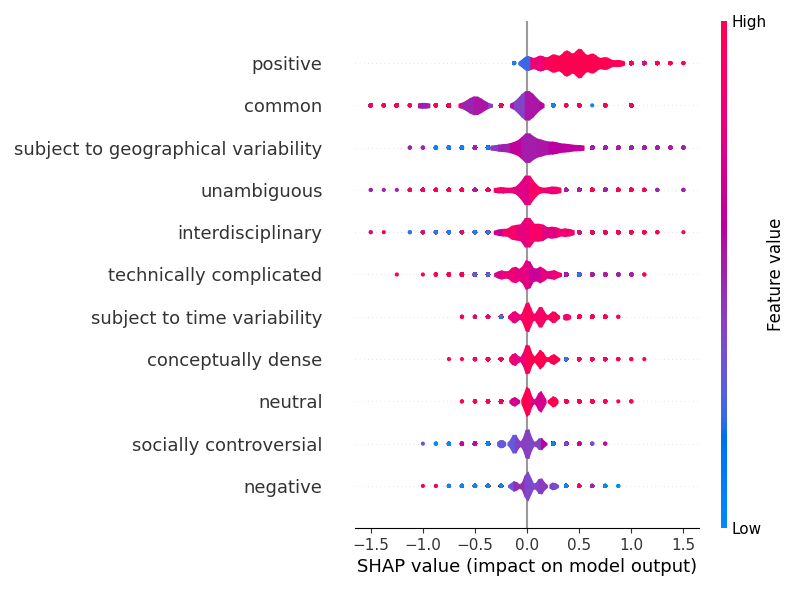 High
positive
common
subject to geographical variability
unambiguous
interdisciplinary
technically complicated
subject to time variability
conceptually dense
neutral
socially controversial
negative
Feature value
Low
−1.5 −1.0 −0.5 0.0 0.5 1.0 1.5
SHAP value (impact on model output)